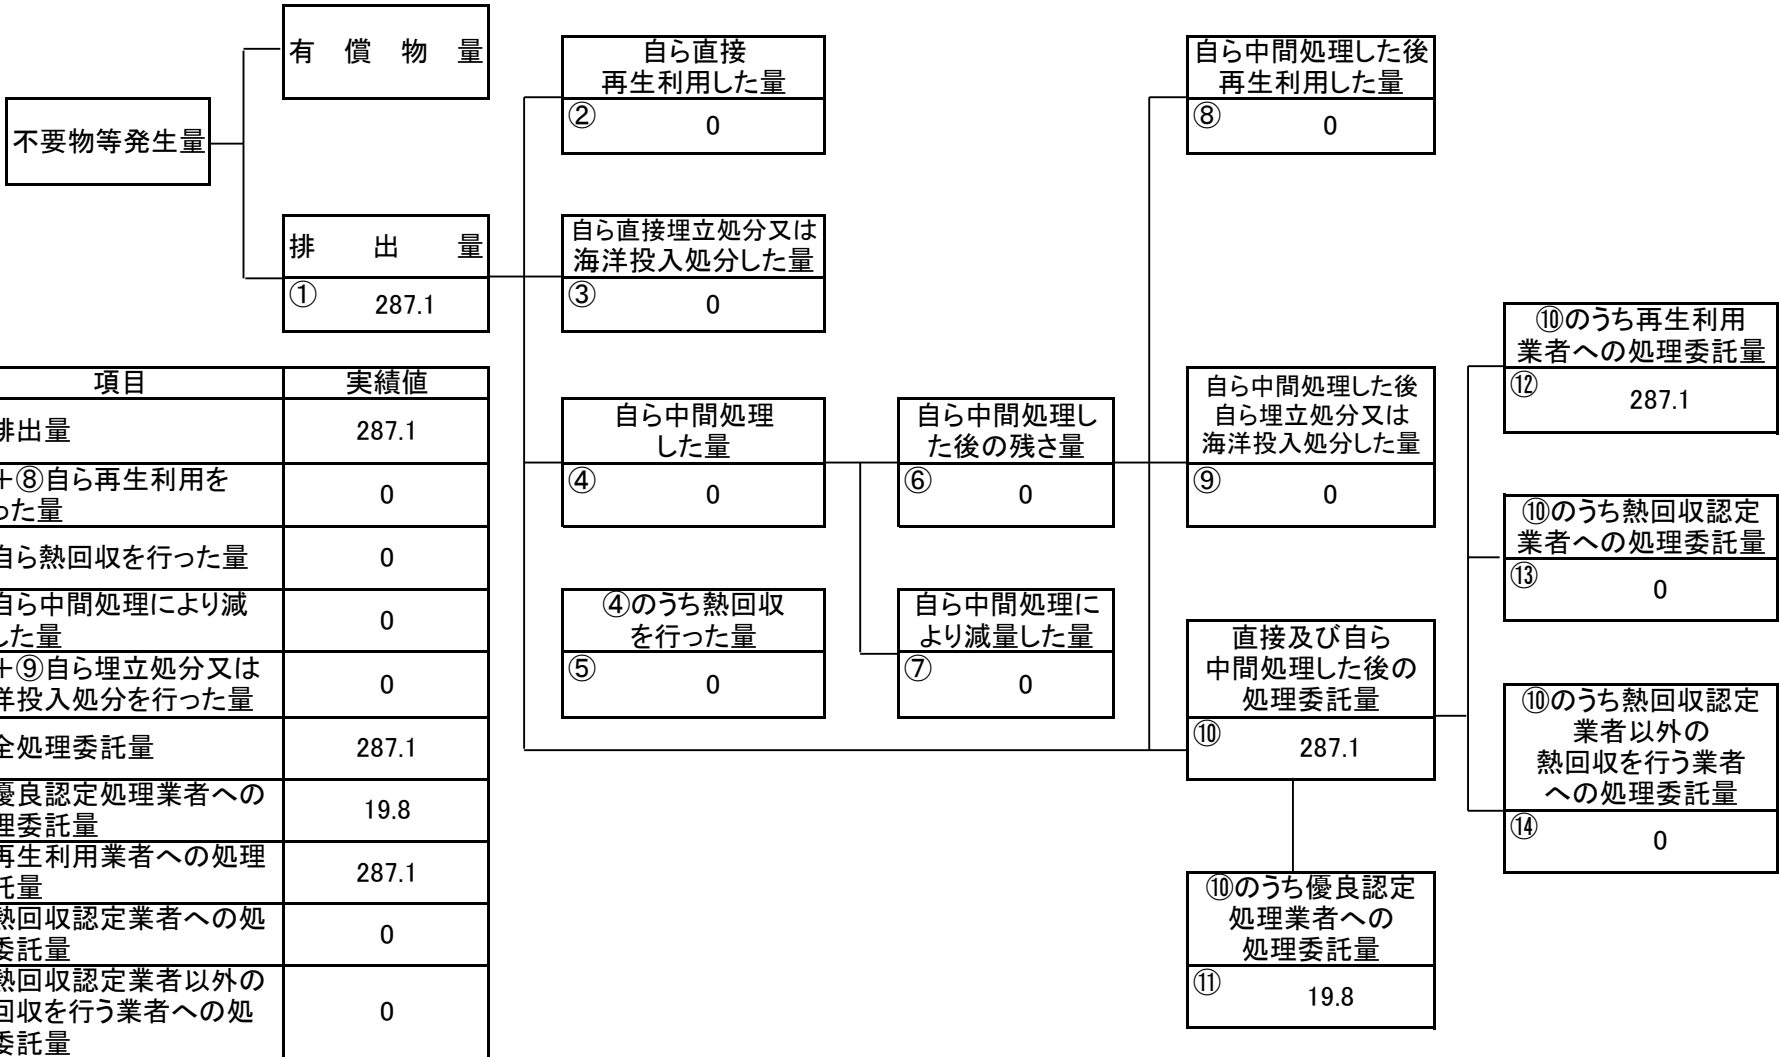 有償物量
不要物等発生量
排出量
① 287.1
自ら直接
再生利用した量
② 0
自ら直接埋立処分又は
海洋投入処分した量
③ 0
自ら中間処理
した量
④ 0
④のうち熱回収
を行った量
⑤ 0
自ら中間処理し
た後の残さ量
⑥ 0
自ら中間処理に
より減量した量
⑦ 0
自ら中間処理した後
再生利用した量
⑧ 0
自ら中間処理した後
自ら埋立処分又は
海洋投入処分した量
⑨ 0
直接及び自ら
中間処理した後の
処理委託量
⑩ 287.1
⑩のうち優良認定
処理業者への
処理委託量
⑪ 19.8
⑩のうち再生利用
業者への処理委託量
⑫ 287.1
⑩のうち熱回収認定
業者への処理委託量
⑬ 0
⑩のうち熱回収認定
業者以外の
熱回収を行う業者
への処理委託量
⑭ 0
項目 実績値
排出量 287.1
+⑧自ら再生利用を
った量 0
自ら熱回収を行った量 0
自ら中間処理により減
した量 0
+⑨自ら埋立処分又は
洋投入処分を行った量 0
全処理委託量 287.1
優良認定処理業者への
理委託量 19.8
再生利用業者への処理
託量 287.1
熱回収認定業者への処
委託量 0
熱回収認定業者以外の
回収を行う業者への処
委託量 0